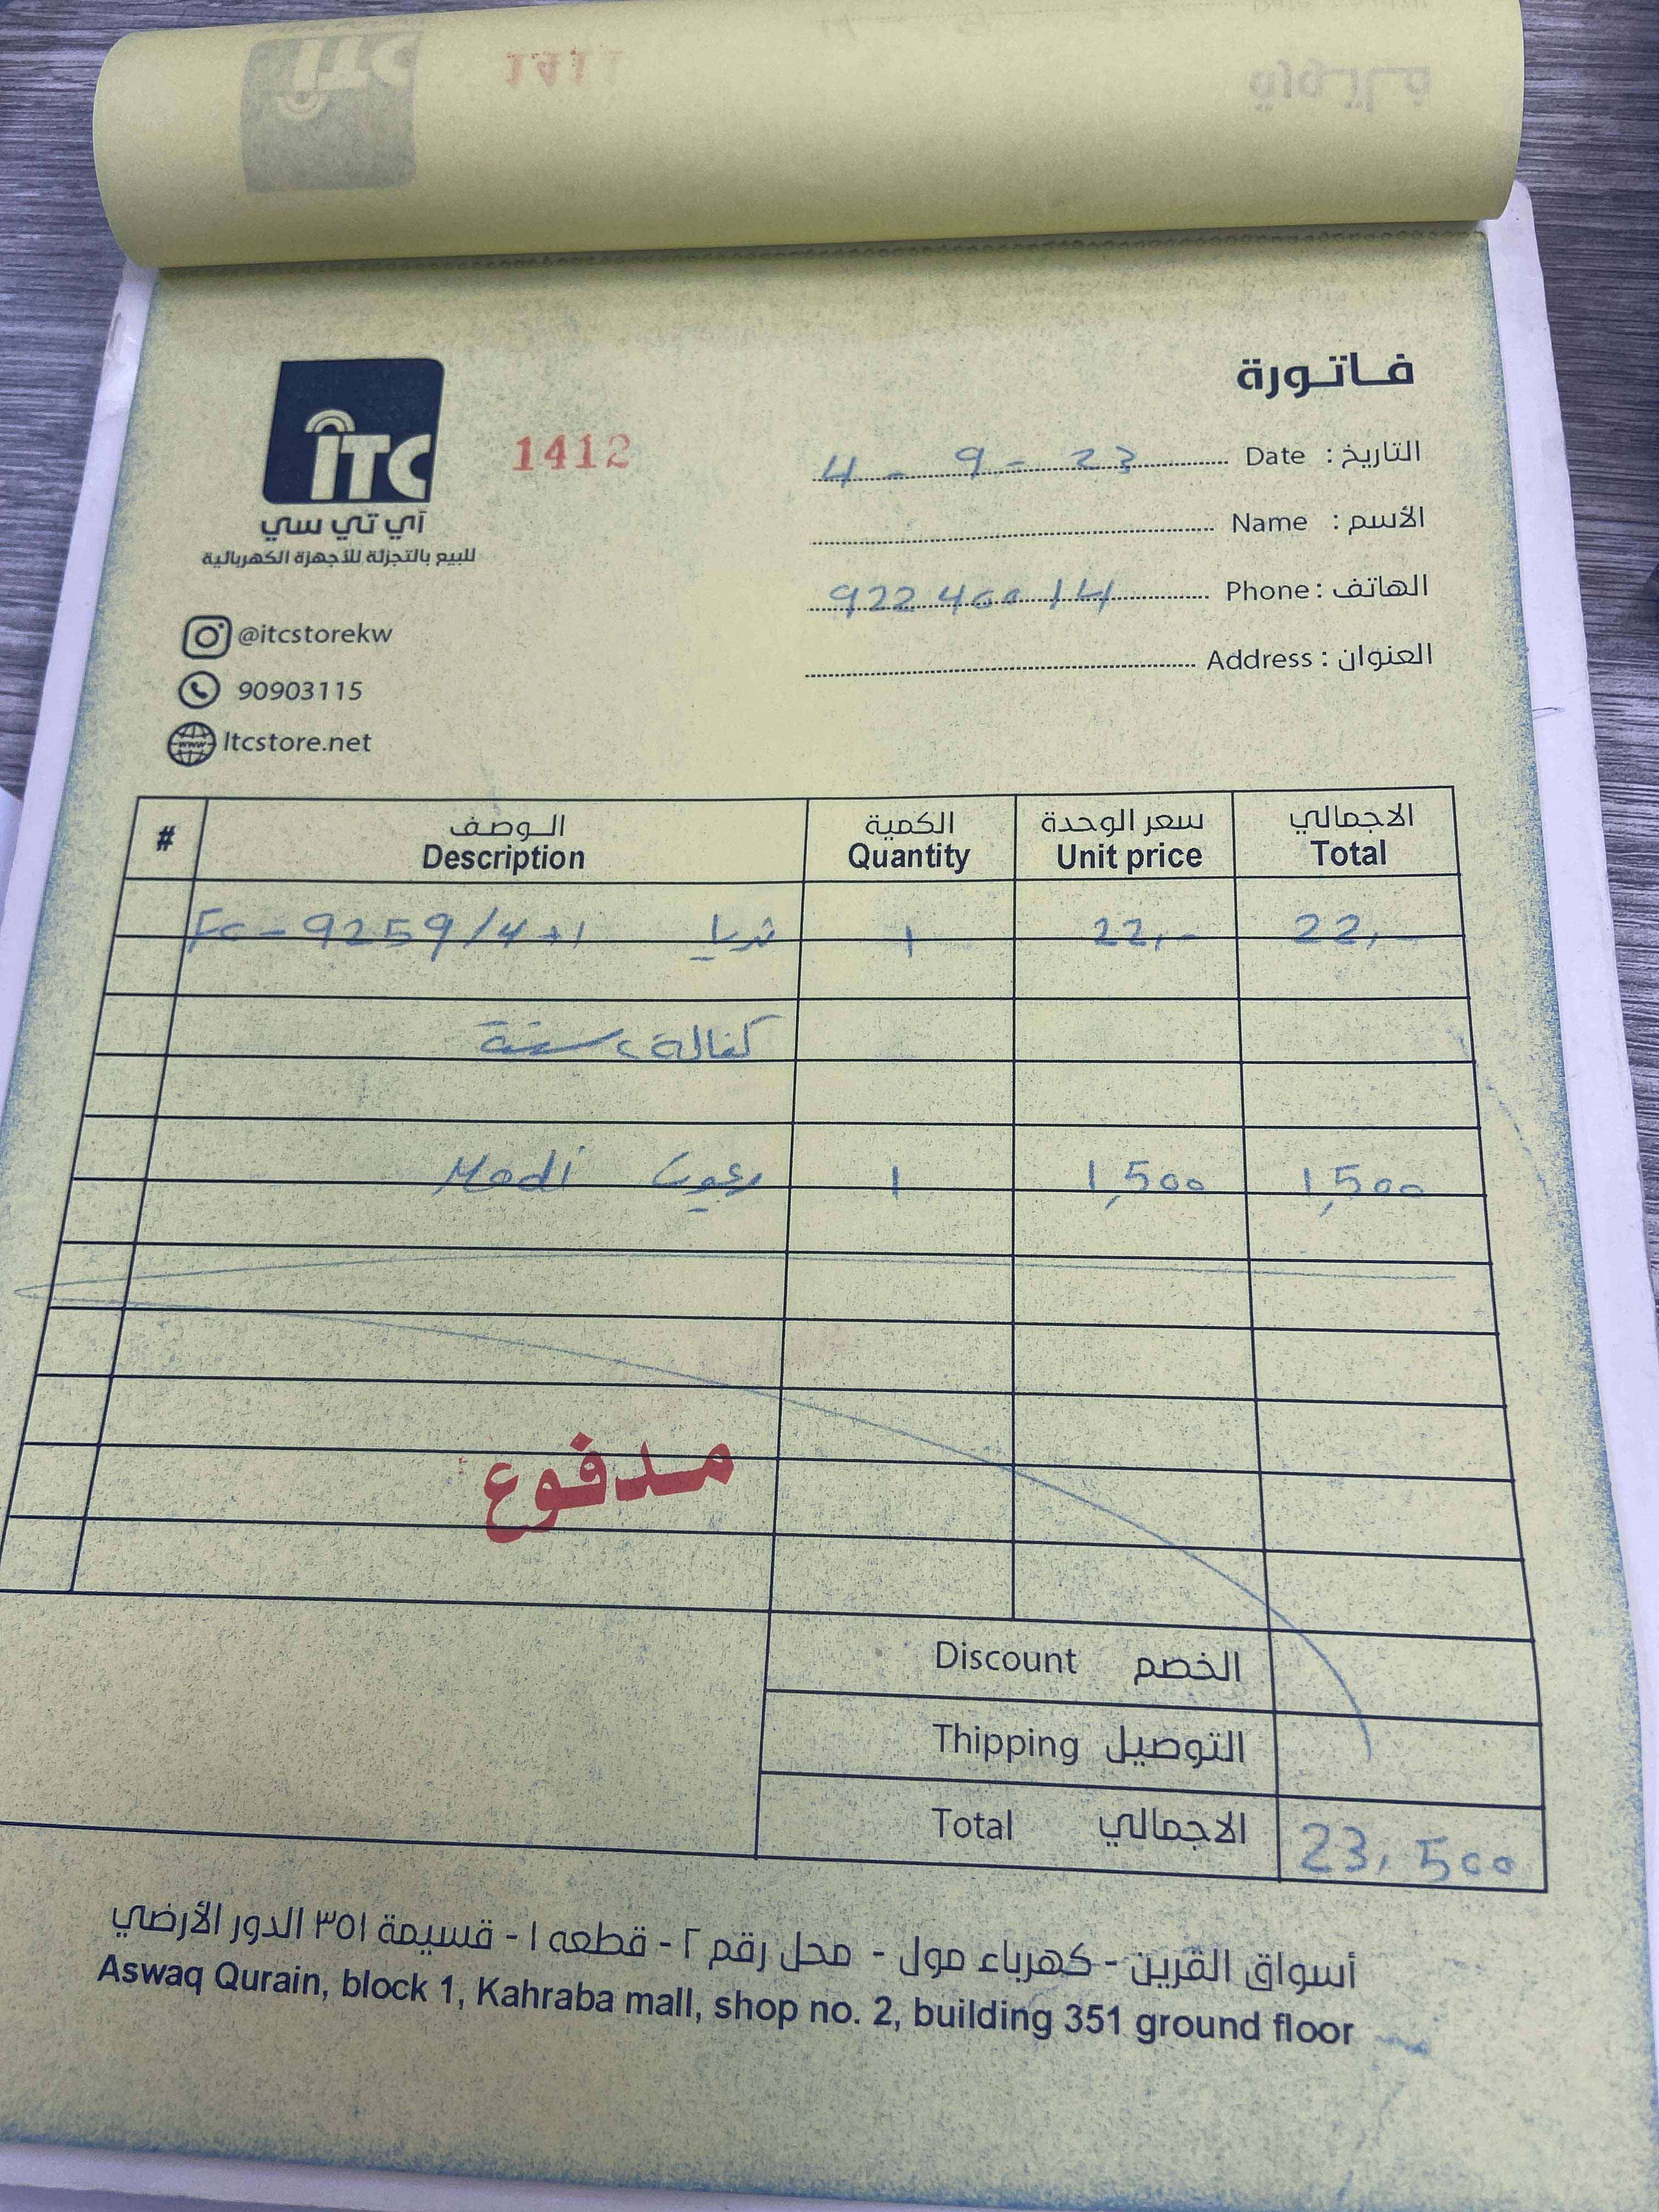 فاتورة
ITC
1412
آي تي سي
للبيع بالتجزئة للأجهزة الكهربائية
التاريخ : Date 4 - 9 - 23
الأسم : Name
الهاتف : Phone 92240014
العنوان : Address
@itcstorekw
90903115
Itcstore.net
# الوصف الكمية سعر الوحدة الاجمالي
Description Quantity Unit price Total
ثريا FC - 9259/4+1 1 22,- 22,-
كفالة سنة
Modi 1 1,500 1,500
مدفوع
Discount الخصم
Thipping التوصيل
Total الاجمالي 23,500
أسواق القرين - كهرباء مول - محل رقم ٢ - قطعه ١ - قسيمة ٣٥١ الدور الأرضي
Aswaq Qurain, block 1, Kahraba mall, shop no. 2, building 351 ground floor